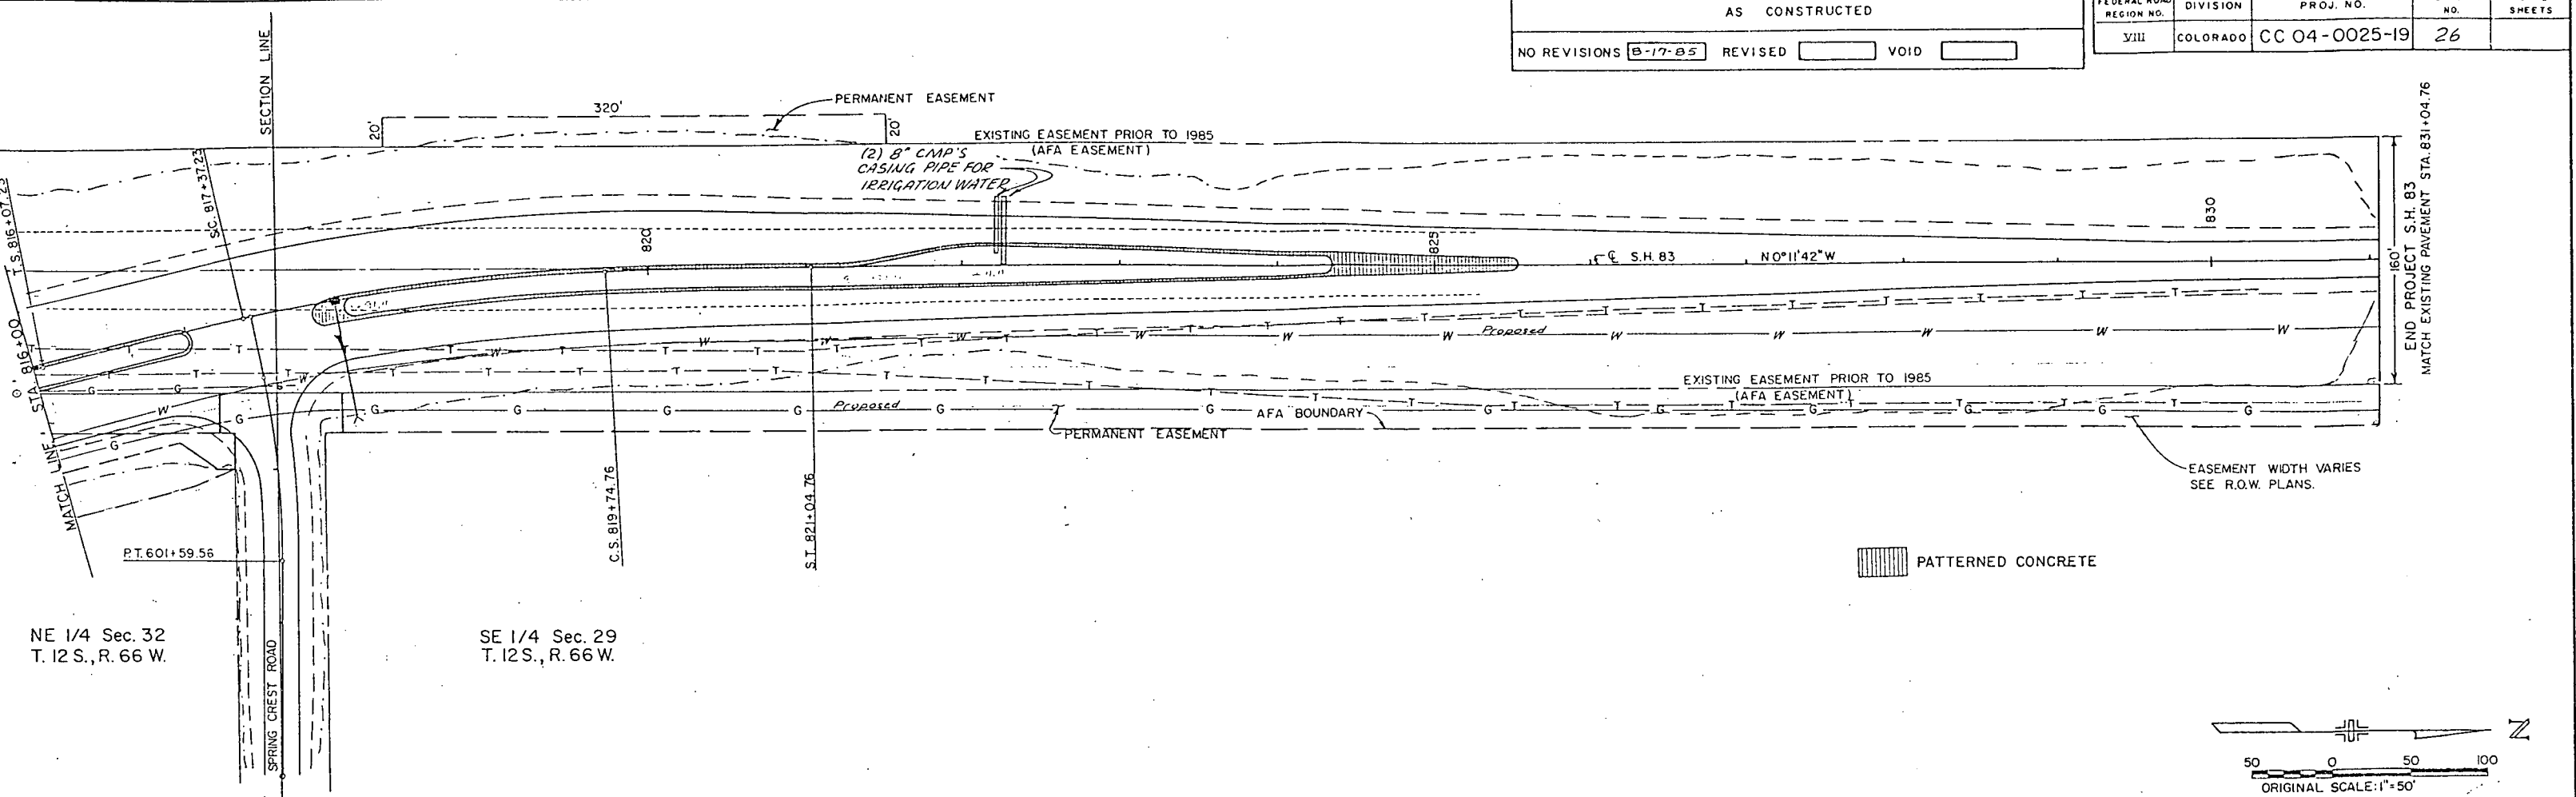 AS CONSTRUCTED
NO REVISIONS 8-17-85 REVISED VOID
FEDERAL ROAD
REGION NO.
DIVISION
PROJ. NO.
NO.
SHEETS
VIII
COLORADO
CC 04-0025-19
26
SECTION LINE
320'
20'
20'
PERMANENT EASEMENT
EXISTING EASEMENT PRIOR TO 1985
(AFA EASEMENT)
(2) 8" CMP'S
CASING PIPE FOR
IRRIGATION WATER
T.S. 816+07.23
S.C. 817+37.23
STA. 816+00
MATCH LINE
820
825
830
℄ S.H. 83
N 0°11'42" W
160'
END PROJECT S.H. 83
MATCH EXISTING PAVEMENT STA. 831+04.76
Proposed
EXISTING EASEMENT PRIOR TO 1985
(AFA EASEMENT)
Proposed
AFA BOUNDARY
PERMANENT EASEMENT
EASEMENT WIDTH VARIES
SEE R.O.W. PLANS.
C.S. 819+74.76
S.T. 821+04.76
P.T. 601+59.56
SPRING CREST ROAD
PATTERNED CONCRETE
NE 1/4 Sec. 32
T. 12 S., R. 66 W.
SE 1/4 Sec. 29
T. 12 S., R. 66 W.
N
50 0 50 100
ORIGINAL SCALE: 1"=50'